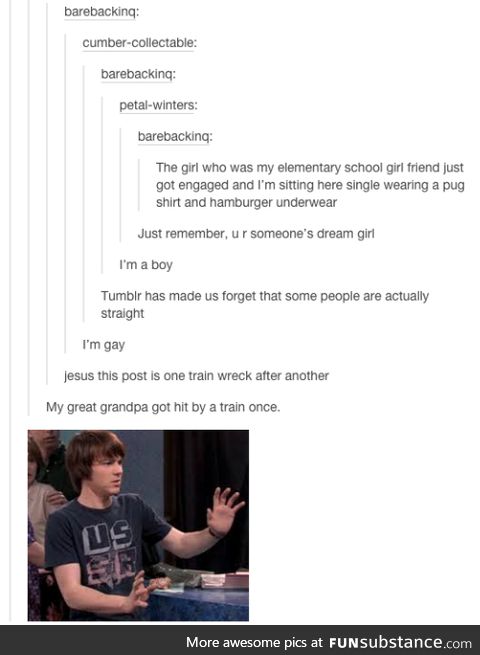 barebackinq:
cumber-collectable:
barebackinq:
petal-winters:
barebackinq:
The girl who was my elementary school girl friend just
got engaged and I'm sitting here single wearing a pug
shirt and hamburger underwear
Just remember, u r someone's dream girl
I'm a boy
Tumblr has made us forget that some people are actually
straight
I'm gay
jesus this post is one train wreck after another
My great grandpa got hit by a train once.
US
More awesome pics at FUNsubstance.com